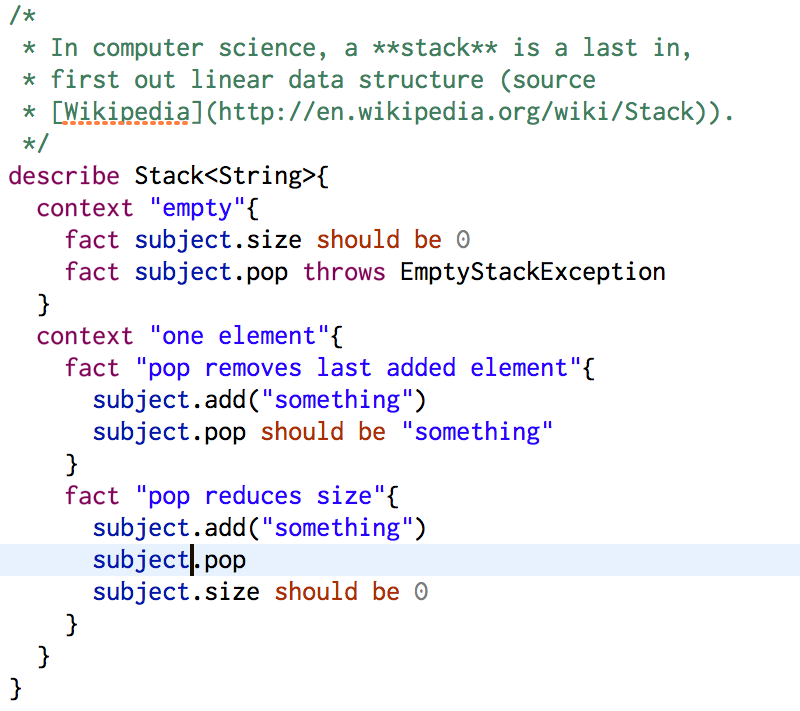 /*
 * In computer science, a **stack** is a last in,
 * first out linear data structure (source
 * [Wikipedia](http://en.wikipedia.org/wiki/Stack)).
 */
describe Stack<String>{
  context "empty"{
    fact subject.size should be 0
    fact subject.pop throws EmptyStackException
  }
  context "one element"{
    fact "pop removes last added element"{
      subject.add("something")
      subject.pop should be "something"
    }
    fact "pop reduces size"{
      subject.add("something")
      subject.pop
      subject.size should be 0
    }
  }
}